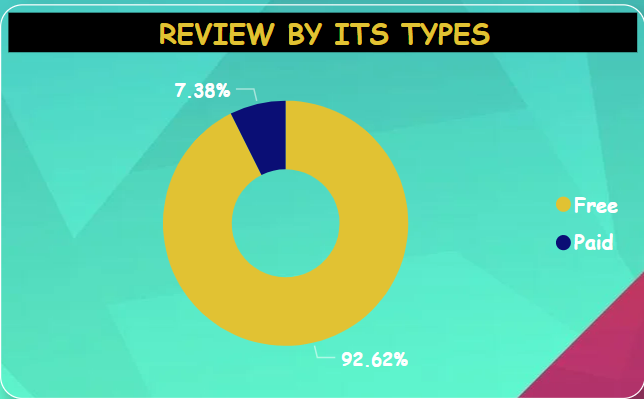 REVIEW BY ITS TYPES
7.38%
Free
Paid
92.62%